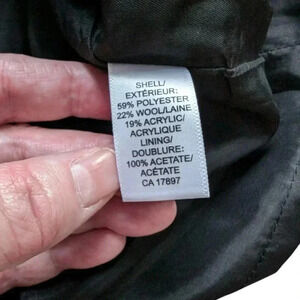 SHELL/
EXTÉRIEUR:
59% POLYESTER
22% WOOL/LAINE
19% ACRYLIC/
ACRYLIQUE
LINING/
DOUBLURE:
100% ACETATE/
ACÉTATE
CA 17897